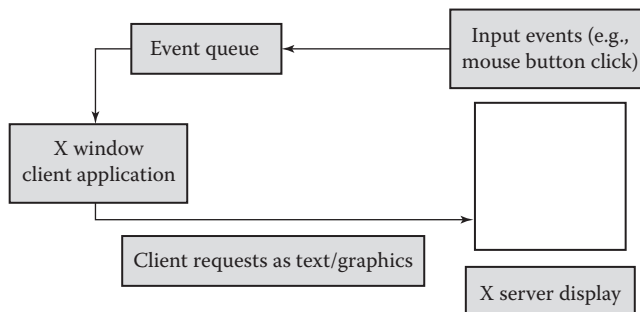 Event queue
Input events (e.g.,
mouse button click)
X window
client application
Client requests as text/graphics
X server display